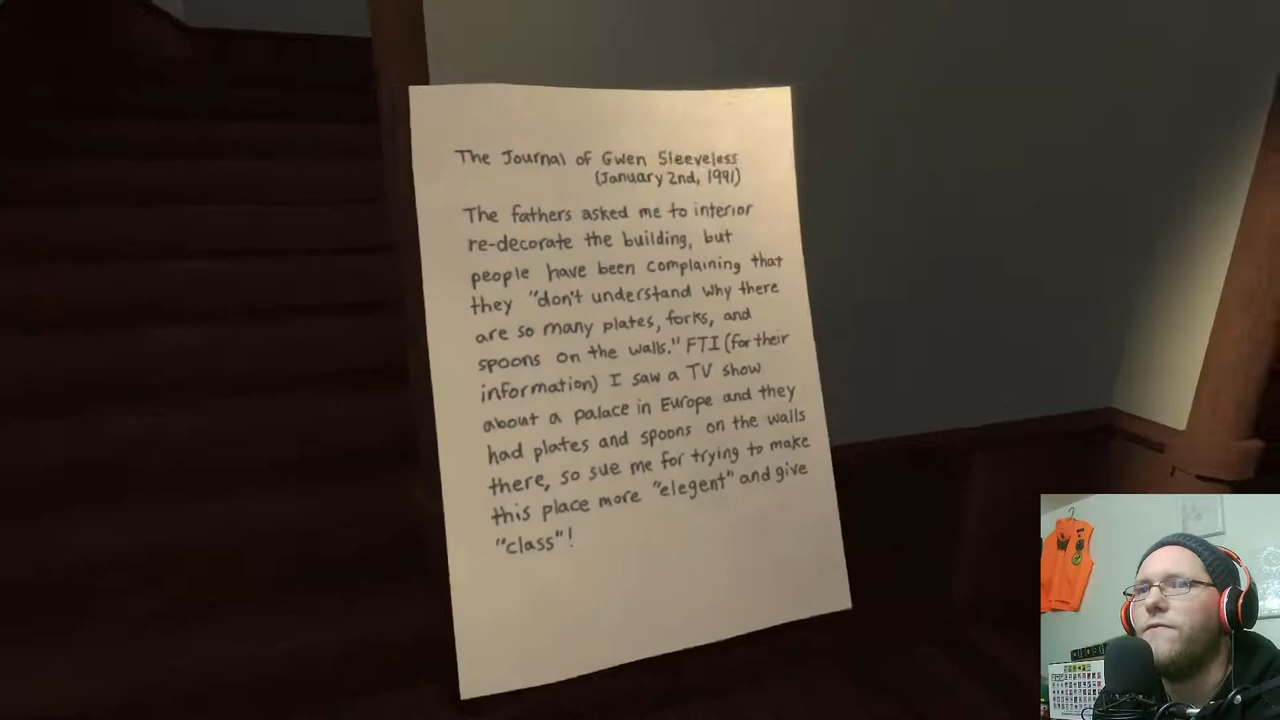 The Journal of Gwen Sleeveless
(January 2nd, 1991)
The fathers asked me to interior
re-decorate the building, but
people have been complaining that
they "don't understand why there
are so many plates, forks, and
spoons on the walls." FTI (for their
information) I saw a TV show
about a palace in Europe and they
had plates and spoons on the walls
there, so sue me for trying to make
this place more "elegent" and give
"class"!